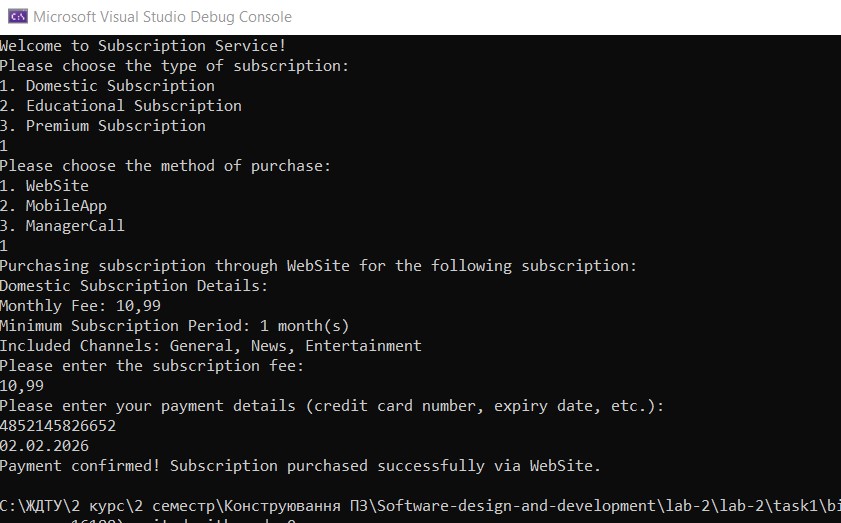 Microsoft Visual Studio Debug Console
Welcome to Subscription Service!
Please choose the type of subscription:
1. Domestic Subscription
2. Educational Subscription
3. Premium Subscription
1
Please choose the method of purchase:
1. WebSite
2. MobileApp
3. ManagerCall
1
Purchasing subscription through WebSite for the following subscription:
Domestic Subscription Details:
Monthly Fee: 10,99
Minimum Subscription Period: 1 month(s)
Included Channels: General, News, Entertainment
Please enter the subscription fee:
10,99
Please enter your payment details (credit card number, expiry date, etc.):
4852145826652
02.02.2026
Payment confirmed! Subscription purchased successfully via WebSite.
C:\ЖДТУ\2 курс\2 семестр\Конструювання ПЗ\Software-design-and-development\lab-2\lab-2\task1\bi